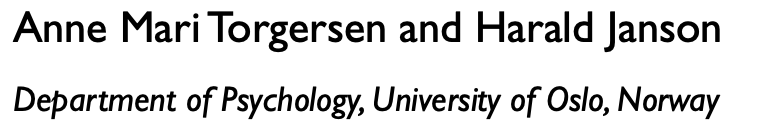 Anne Mari Torgersen and Harald Janson
Department of Psychology, University of Oslo, Norway